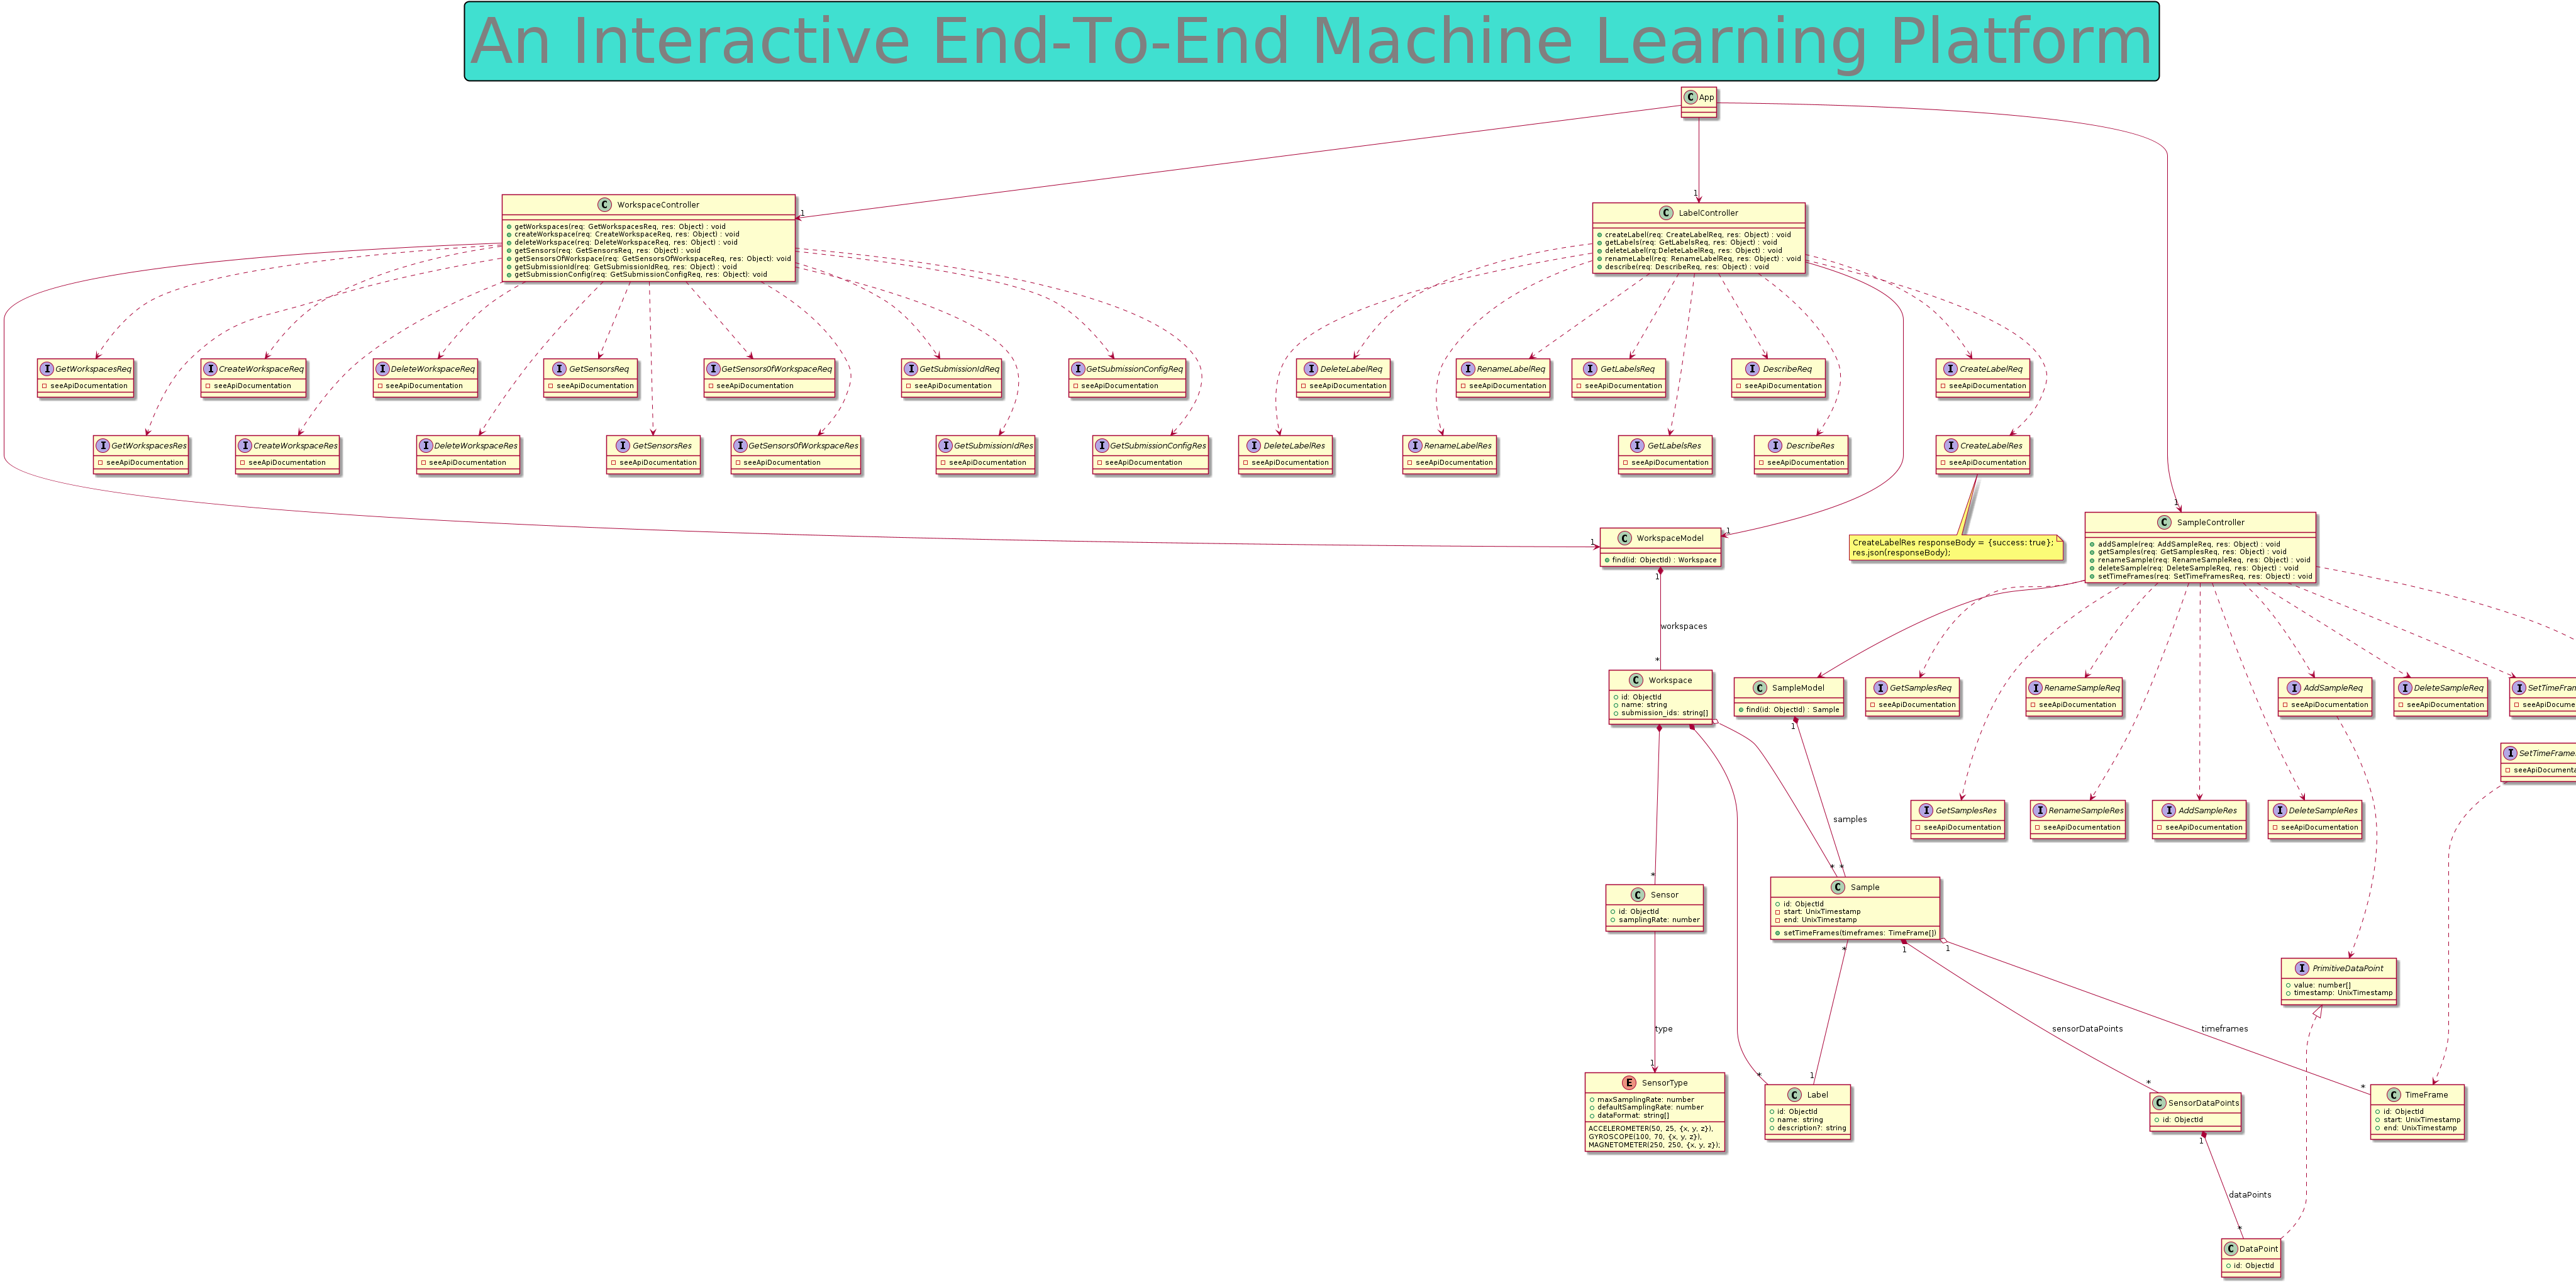 An Interactive End-To-End Machine Learning Platform
App
1
1
1
WorkspaceController
getWorkspaces(req: GetWorkspacesReq, res: Object) : void
createWorkspace(req: CreateWorkspaceReq, res: Object) : void
deleteWorkspace(req: DeleteWorkspaceReq, res: Object) : void
getSensors(req: GetSensorsReq, res: Object) : void
getSensorsOfWorkspace(req: GetSensorsOfWorkspaceReq, res: Object): void
getSubmissionId(req: GetSubmissionIdReq, res: Object) : void
getSubmissionConfig(req: GetSubmissionConfigReq, res: Object): void
LabelController
createLabel(req: CreateLabelReq, res: Object) : void
getLabels(req: GetLabelsReq, res: Object) : void
deleteLabel(rq:DeleteLabelReq, res: Object) : void
renameLabel(req: RenameLabelReq, res: Object) : void
describe(req: DescribeReq, res: Object) : void
GetWorkspacesReq
seeApiDocumentation
CreateWorkspaceReq
seeApiDocumentation
DeleteWorkspaceReq
seeApiDocumentation
GetSensorsReq
seeApiDocumentation
GetSensorsOfWorkspaceReq
seeApiDocumentation
GetSubmissionIdReq
seeApiDocumentation
GetSubmissionConfigReq
seeApiDocumentation
DeleteLabelReq
seeApiDocumentation
RenameLabelReq
seeApiDocumentation
GetLabelsReq
seeApiDocumentation
DescribeReq
seeApiDocumentation
CreateLabelReq
seeApiDocumentation
GetWorkspacesRes
seeApiDocumentation
CreateWorkspaceRes
seeApiDocumentation
DeleteWorkspaceRes
seeApiDocumentation
GetSensorsRes
seeApiDocumentation
GetSensorsOfWorkspaceRes
seeApiDocumentation
GetSubmissionIdRes
seeApiDocumentation
GetSubmissionConfigRes
seeApiDocumentation
DeleteLabelRes
seeApiDocumentation
RenameLabelRes
seeApiDocumentation
GetLabelsRes
seeApiDocumentation
DescribeRes
seeApiDocumentation
CreateLabelRes
seeApiDocumentation
CreateLabelRes responseBody = {success: true};
res.json(responseBody);
1
1
WorkspaceModel
find(id: ObjectId) : Workspace
1
workspaces
*
SampleController
addSample(req: AddSampleReq, res: Object) : void
getSamples(req: GetSamplesReq, res: Object) : void
renameSample(req: RenameSampleReq, res: Object) : void
deleteSample(req: DeleteSampleReq, res: Object) : void
setTimeFrames(req: SetTimeFramesReq, res: Object) : void
Workspace
id: ObjectId
name: string
submission_ids: string[]
SampleModel
find(id: ObjectId) : Sample
1
samples
* *
GetSamplesReq
seeApiDocumentation
RenameSampleReq
seeApiDocumentation
AddSampleReq
seeApiDocumentation
DeleteSampleReq
seeApiDocumentation
SetTimeFram
seeApiDocume
SetTimeFrame
seeApiDocumenta
GetSamplesRes
seeApiDocumentation
RenameSampleRes
seeApiDocumentation
AddSampleRes
seeApiDocumentation
DeleteSampleRes
seeApiDocumentation
*
Sensor
id: ObjectId
samplingRate: number
Sample
id: ObjectId
start: UnixTimestamp
end: UnixTimestamp
setTimeFrames(timeframes: TimeFrame[])
*
1
1
PrimitiveDataPoint
value: number[]
timestamp: UnixTimestamp
type
sensorDataPoints
timeframes
1
*
1
*
*
SensorType
maxSamplingRate: number
defaultSamplingRate: number
dataFormat: string[]
ACCELEROMETER(50, 25, {x, y, z}),
GYROSCOPE(100, 70, {x, y, z}),
MAGNETOMETER(250, 250, {x, y, z});
Label
id: ObjectId
name: string
description?: string
SensorDataPoints
id: ObjectId
TimeFrame
id: ObjectId
start: UnixTimestamp
end: UnixTimestamp
1
dataPoints
*
DataPoint
id: ObjectId